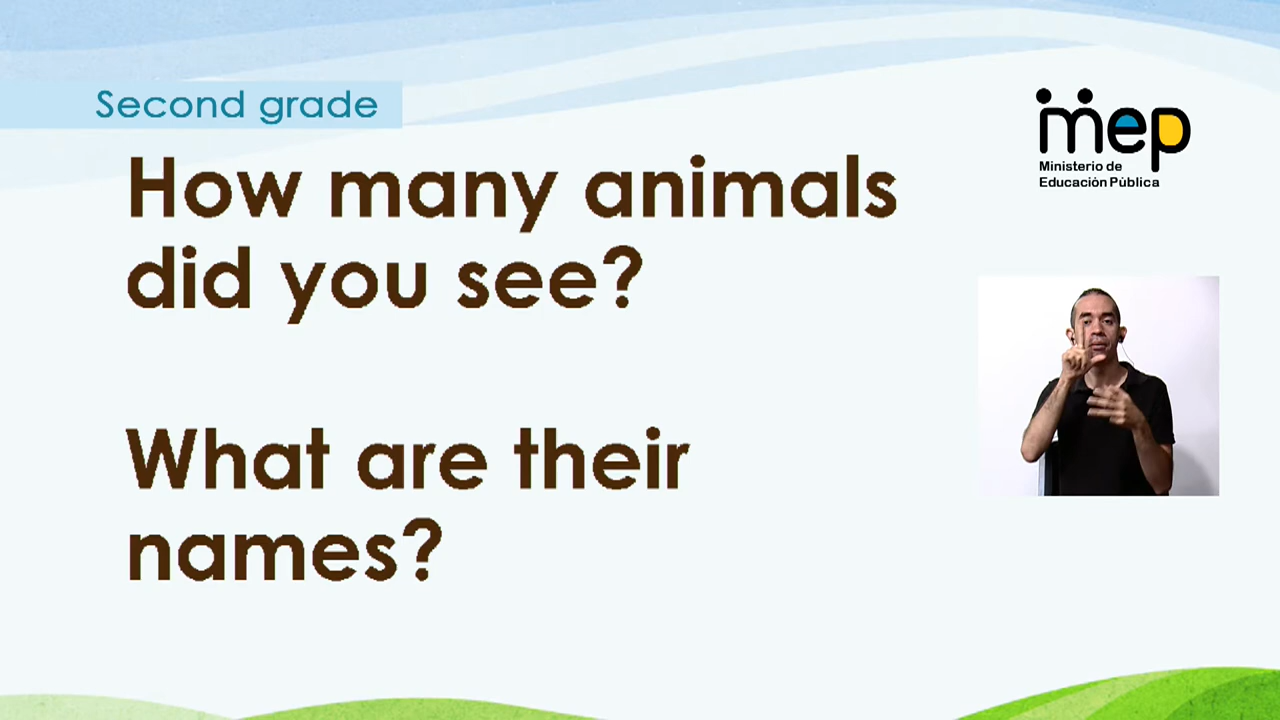 Second grade
mep
Ministerio de
Educación Pública
How many animals
did you see?
What are their
names?